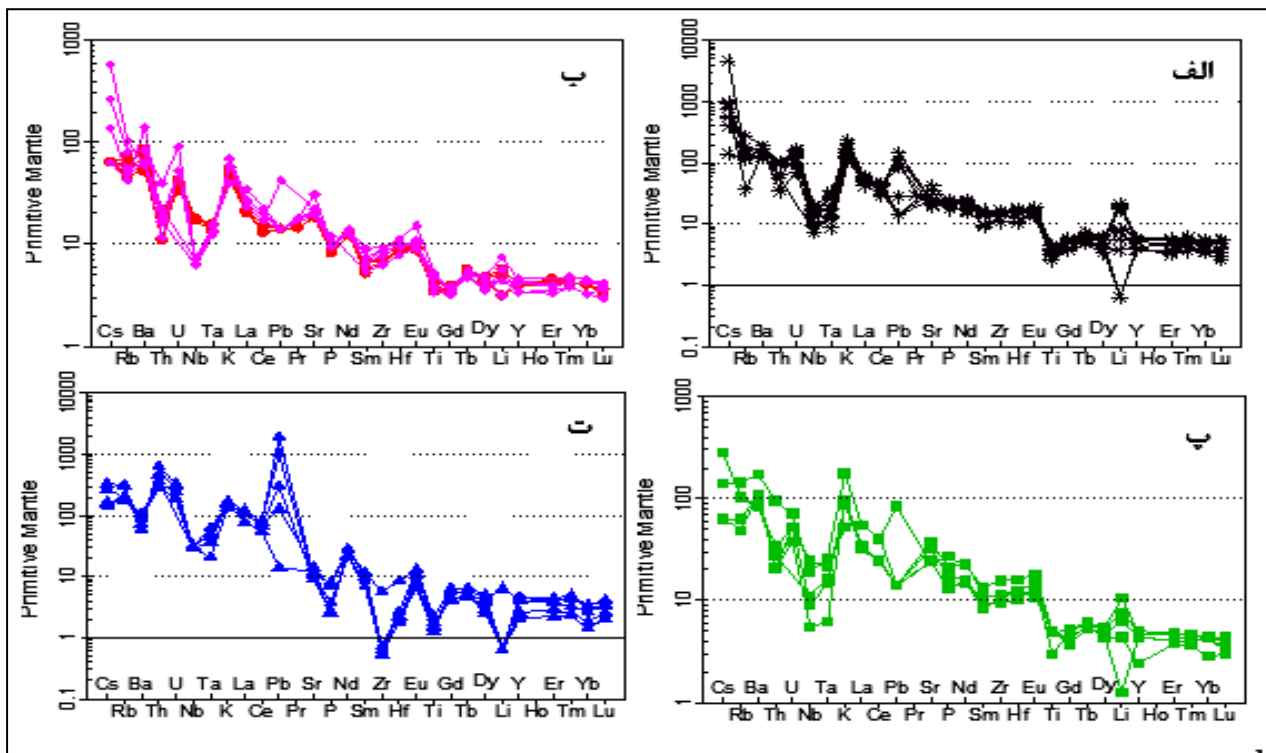 الف
10000
1000
100
10
1
0.1
Primitive Mantle
Cs Ba U Ta La Pb Sr Nd Zr Eu Gd Dy Y Er Yb
Rb Th Nb K Ce Pr P Sm Hf Ti Tb Li Ho Tm Lu
ب
1000
100
10
1
Primitive Mantle
Cs Ba U Ta La Pb Sr Nd Zr Eu Gd Dy Y Er Yb
Rb Th Nb K Ce Pr P Sm Hf Ti Tb Li Ho Tm Lu
پ
1000
100
10
1
Primitive Mantle
Cs Ba U Ta La Pb Sr Nd Zr Eu Gd Dy Y Er Yb
Rb Th Nb K Ce Pr P Sm Hf Ti Tb Li Ho Tm Lu
ت
10000
1000
100
10
1
0.1
Primitive Mantle
Cs Ba U Ta La Pb Sr Nd Zr Eu Gd Dy Y Er Yb
Rb Th Nb K Ce Pr P Sm Hf Ti Tb Li Ho Tm Lu